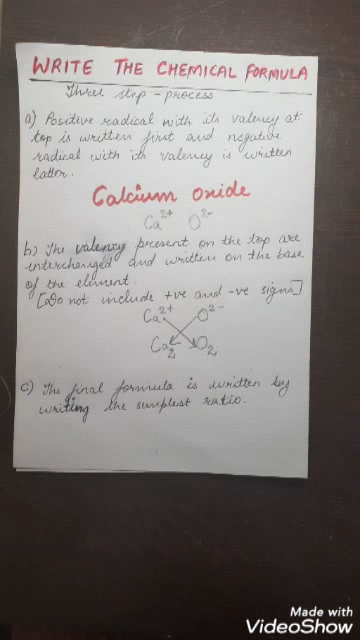 WRITE THE CHEMICAL FORMULA
Three step-process
a) Positive radical with its valency at
top is written first and negative
radical with its valency is written
latter.
Calcium oxide
Ca²⁺ O²⁻
b) The valency present on the top are
interchanged and written on the base
of the element.
[Do not include +ve and -ve signs]
Ca²⁺ O²⁻
Ca₂ O₂
c) The final formula is written by
writing the simplest ratio.
Made with
VideoShow